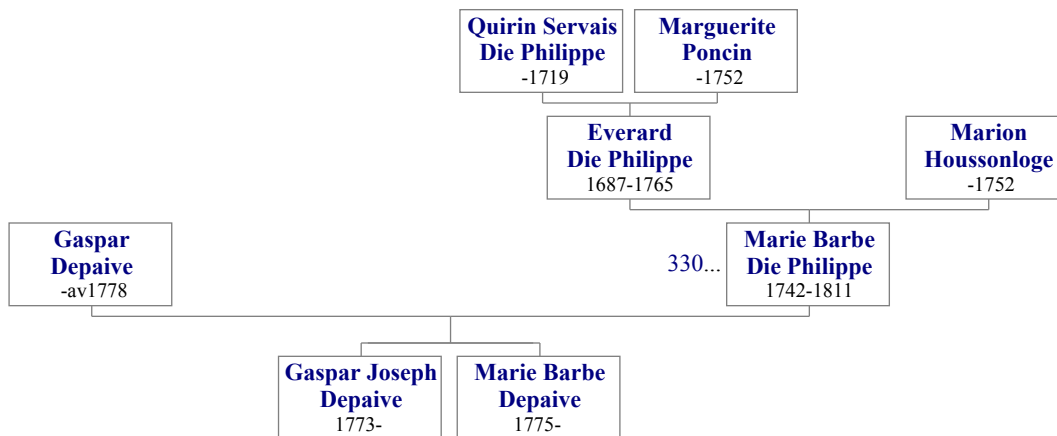 Quirin Servais
Die Philippe
-1719
Marguerite
Poncin
-1752
Everard
Die Philippe
1687-1765
Marion
Houssonloge
-1752
Gaspar
Depaive
-av1778
330...
Marie Barbe
Die Philippe
1742-1811
Gaspar Joseph
Depaive
1773-
Marie Barbe
Depaive
1775-